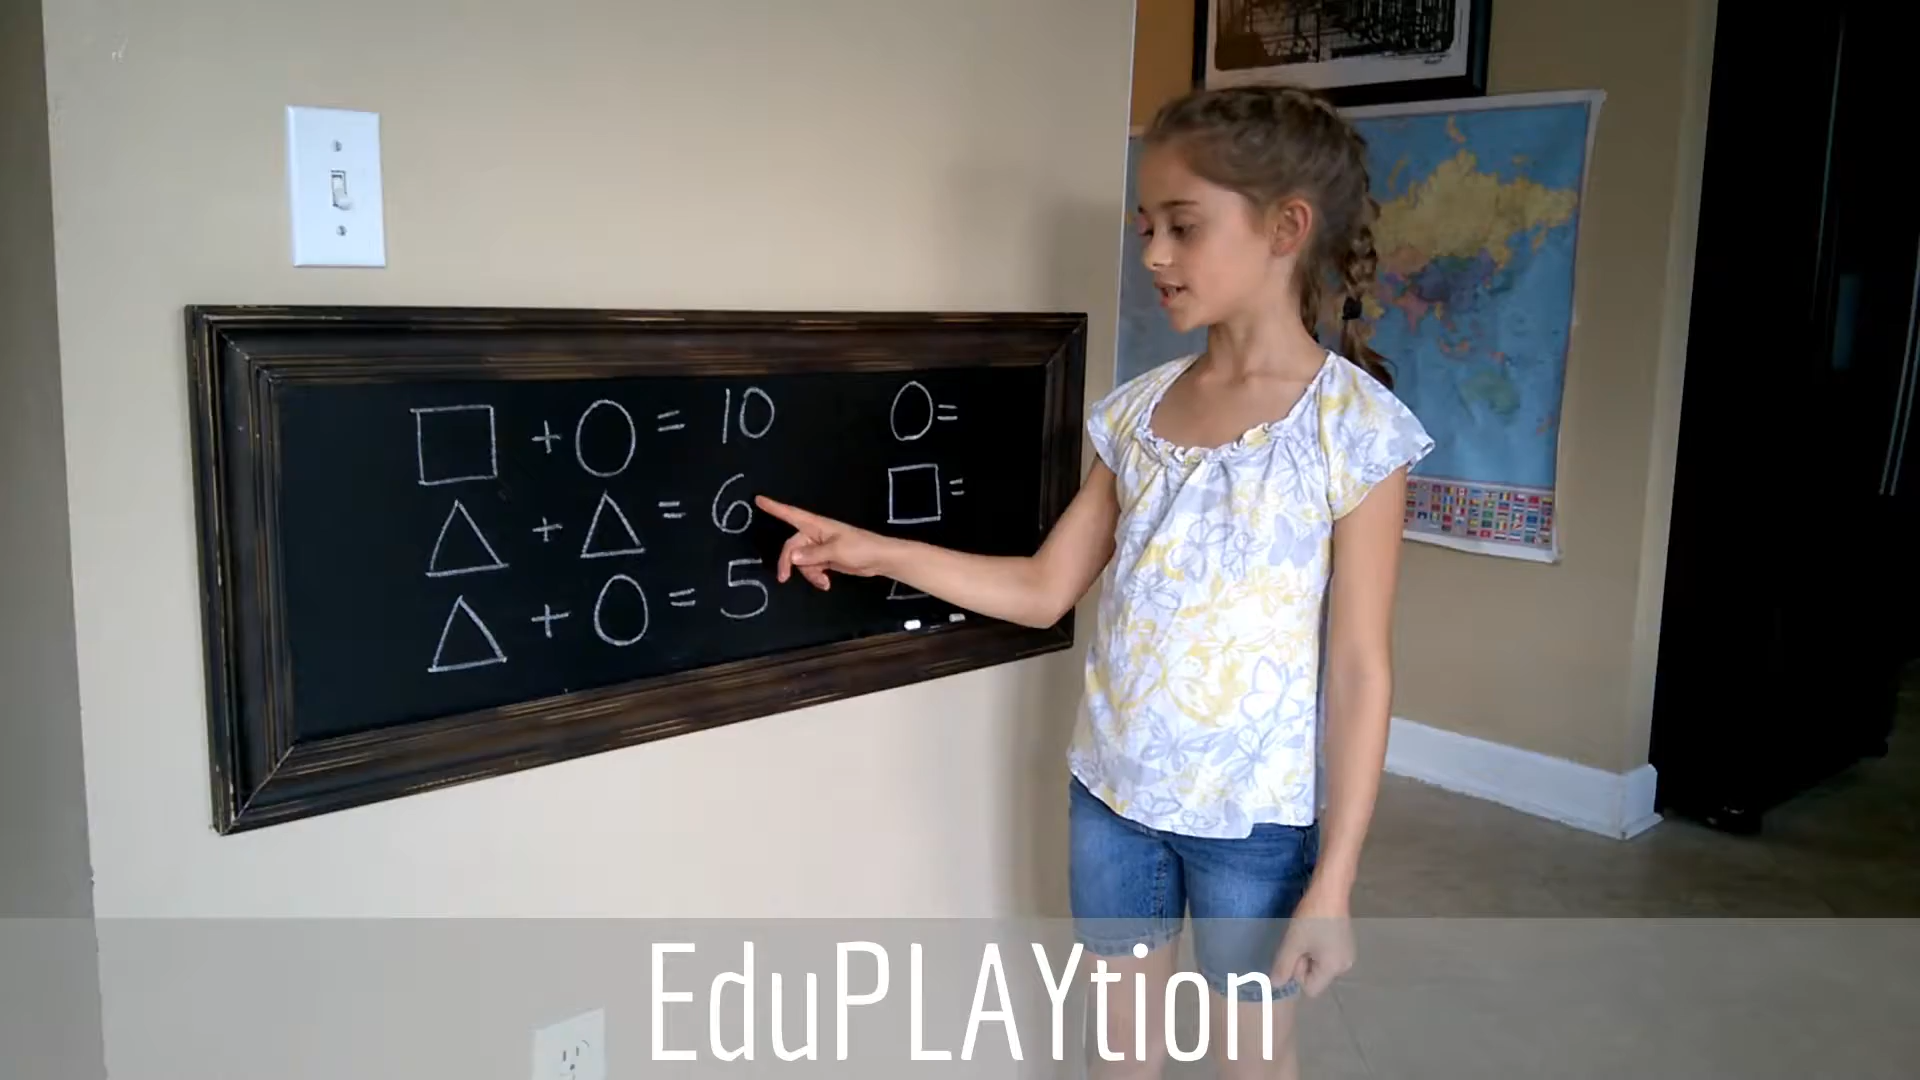 □ + O = 10
△ + △ = 6
△ + O = 5
O =
□ =
EduPLAYtion